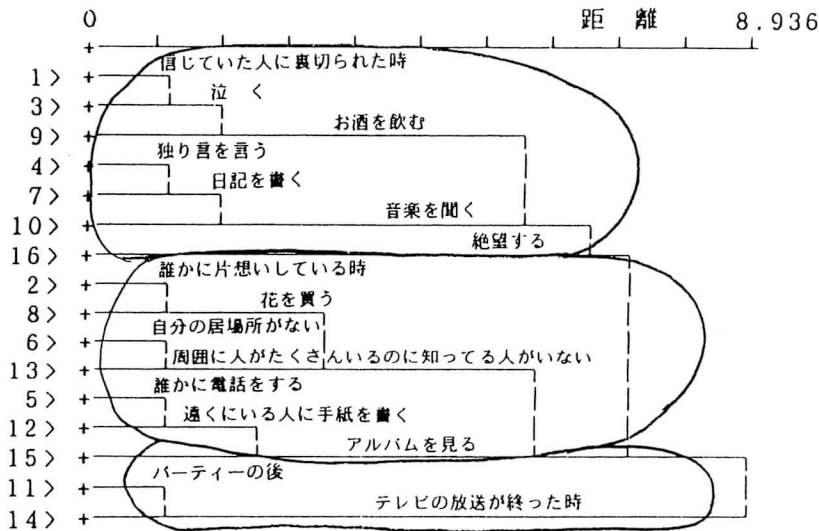 0 距 離 8.936
信じていた人に裏切られた時
1> 泣 く
3> お酒を飲む
9> 独り言を言う
4> 日記を書く
7> 音楽を聞く
10> 絶望する
16> 誰かに片想いしている時
2> 花を買う
8> 自分の居場所がない
6> 周囲に人がたくさんいるのに知ってる人がいない
13> 誰かに電話をする
5> 遠くにいる人に手紙を書く
12> アルバムを見る
15> パーティーの後
11> テレビの放送が終った時
14>